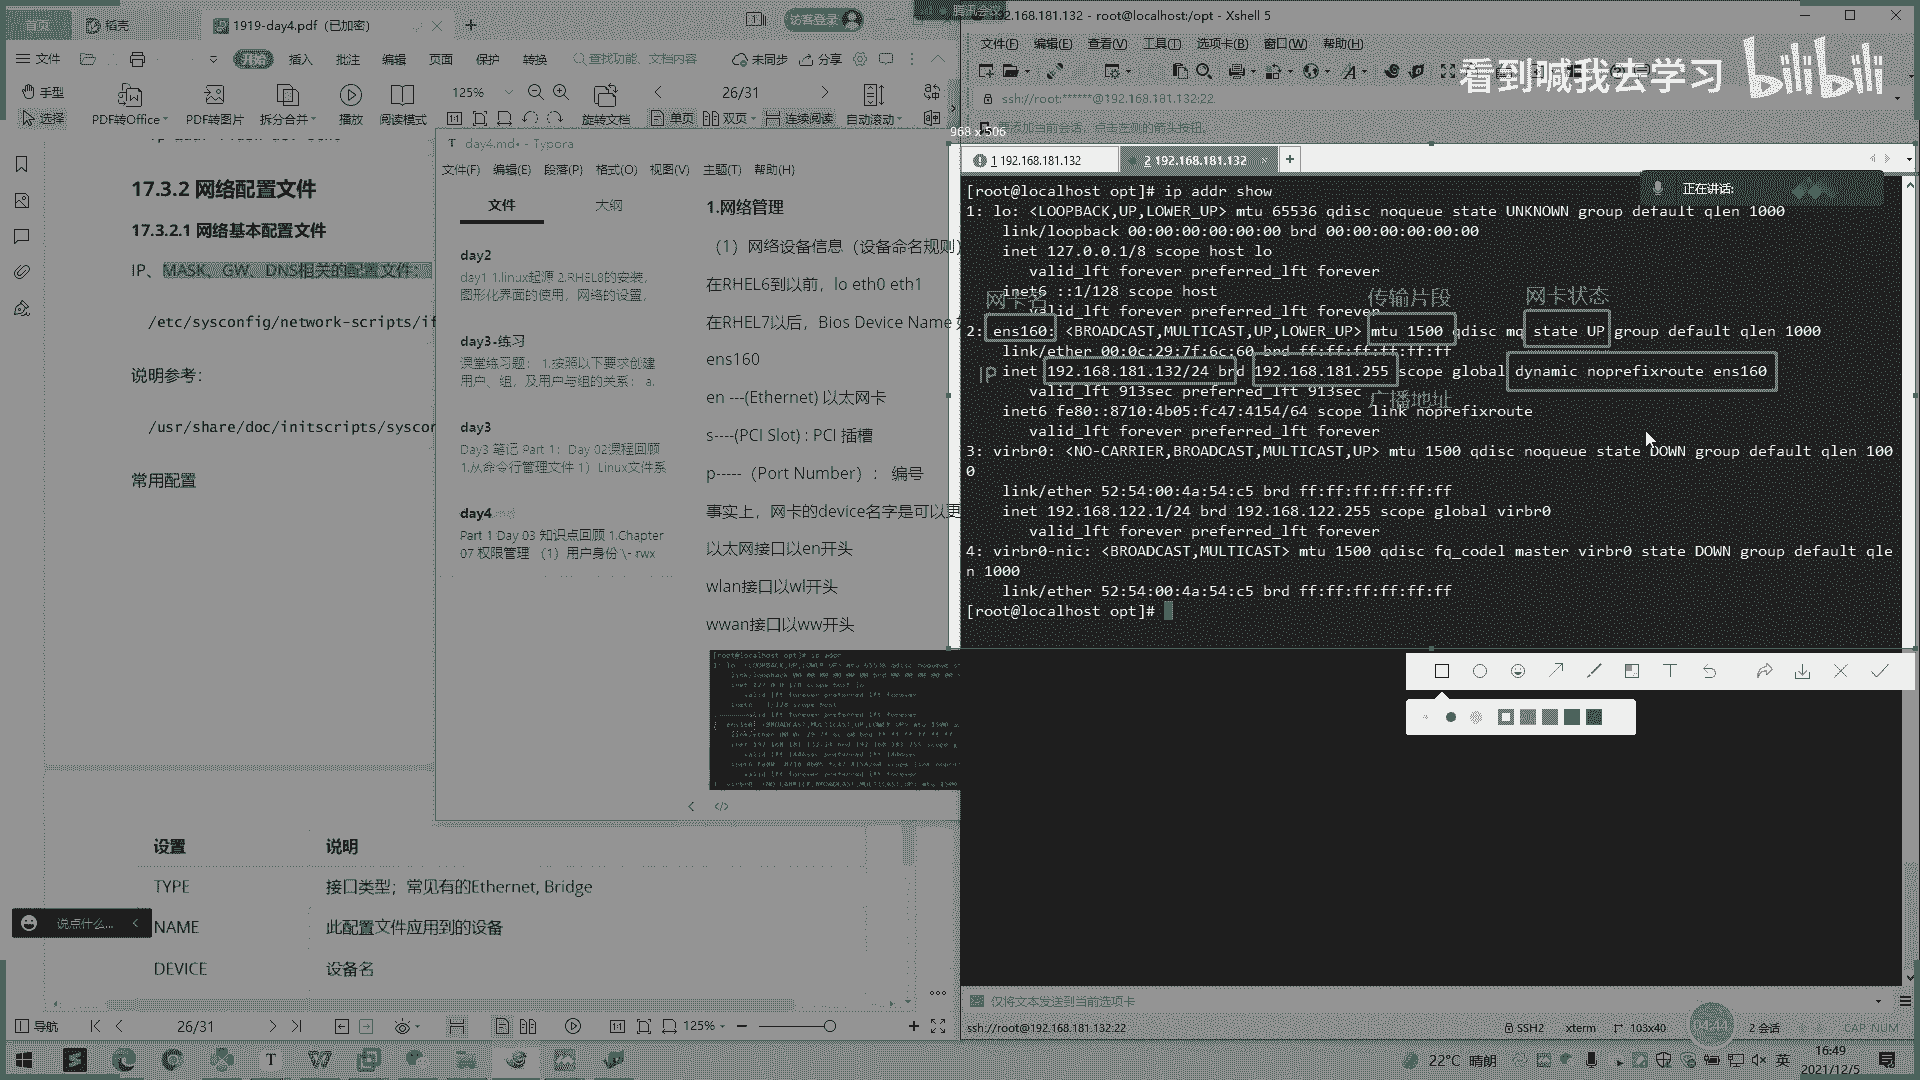 首页
稻壳
1919-day4.pdf (已加密)
访客登录
文件
开始
插入
批注
编辑
页面
保护
转换
查找功能、文档内容
未同步
分享
手型
选择
PDF转Office
PDF转图片
拆分合并
播放
阅读模式
125%
26/31
旋转文档
单页
双页
连续阅读
自动滚动
17.3.2 网络配置文件
17.3.2.1 网络基本配置文件
IP、MASK、GW、DNS相关的配置文件:
/etc/sysconfig/network-scripts/if
说明参考:
/usr/share/doc/initscripts/syscon
常用配置
设置 说明
TYPE 接口类型；常见有的Ethernet, Bridge
NAME 此配置文件应用到的设备
DEVICE 设备名
说点什么...
导航
26/31
125%
day4.md• - Typora
文件(F) 编辑(E) 段落(P) 格式(O) 视图(V) 主题(T) 帮助(H)
文件 大纲
day2
day1 1.linux起源 2.RHEL8的安装，
图形化界面的使用，网络的设置，
day3-练习
课堂练习题： 1.按照以下要求创建
用户、组，及用户与组的关系： a.
day3
Day3 笔记 Part 1：Day 02课程回顾
1.从命令行管理文件 1）Linux文件系
day4.md
Part 1 Day 03 知识点回顾 1.Chapter
07 权限管理 （1）用户身份 \- rwx
1.网络管理
（1）网络设备信息（设备命名规则）
在RHEL6到以前，lo eth0 eth1
在RHEL7以后，Bios Device Name
ens160
en ---(Ethernet) 以太网卡
s----(PCI Slot) : PCI 插槽
p-----（Port Number）： 编号
事实上，网卡的device名字是可以更
以太网接口以en开头
wlan接口以wl开头
wwan接口以ww开头
腾讯会议
192.168.181.132 - root@localhost:/opt - Xshell 5
文件(F) 编辑(E) 查看(V) 工具(T) 选项卡(B) 窗口(W) 帮助(H)
看到喊我去学习 bilibili
ssh://root:******@192.168.181.132:22
要添加当前会话，点击左侧的箭头按钮。
968 x 506
1 192.168.181.132
2 192.168.181.132
正在讲话:
[root@localhost opt]# ip addr show
1: lo: <LOOPBACK,UP,LOWER_UP> mtu 65536 qdisc noqueue state UNKNOWN group default qlen 1000
link/loopback 00:00:00:00:00:00 brd 00:00:00:00:00:00
inet 127.0.0.1/8 scope host lo
valid_lft forever preferred_lft forever
inet6 ::1/128 scope host
网卡名 传输片段 网卡状态
valid_lft forever preferred_lft forever
2: ens160: <BROADCAST,MULTICAST,UP,LOWER_UP> mtu 1500 qdisc mq state UP group default qlen 1000
link/ether 00:0c:29:7f:6c:60 brd ff:ff:ff:ff:ff:ff
IP
inet 192.168.181.132/24 brd 192.168.181.255 scope global dynamic noprefixroute ens160
valid_lft 913sec preferred_lft 913sec
广播地址
inet6 fe80::8710:4b05:fc47:4154/64 scope link noprefixroute
valid_lft forever preferred_lft forever
3: virbr0: <NO-CARRIER,BROADCAST,MULTICAST,UP> mtu 1500 qdisc noqueue state DOWN group default qlen 100
0
link/ether 52:54:00:4a:54:c5 brd ff:ff:ff:ff:ff:ff
inet 192.168.122.1/24 brd 192.168.122.255 scope global virbr0
valid_lft forever preferred_lft forever
4: virbr0-nic: <BROADCAST,MULTICAST> mtu 1500 qdisc fq_codel master virbr0 state DOWN group default qle
n 1000
link/ether 52:54:00:4a:54:c5 brd ff:ff:ff:ff:ff:ff
[root@localhost opt]#
仅将文本发送到当前选项卡
ssh://root@192.168.181.132:22
SSH2
xterm
103x40
04:44
2 会话
CAP NUM
22°C 晴朗
英
16:49
2021/12/5